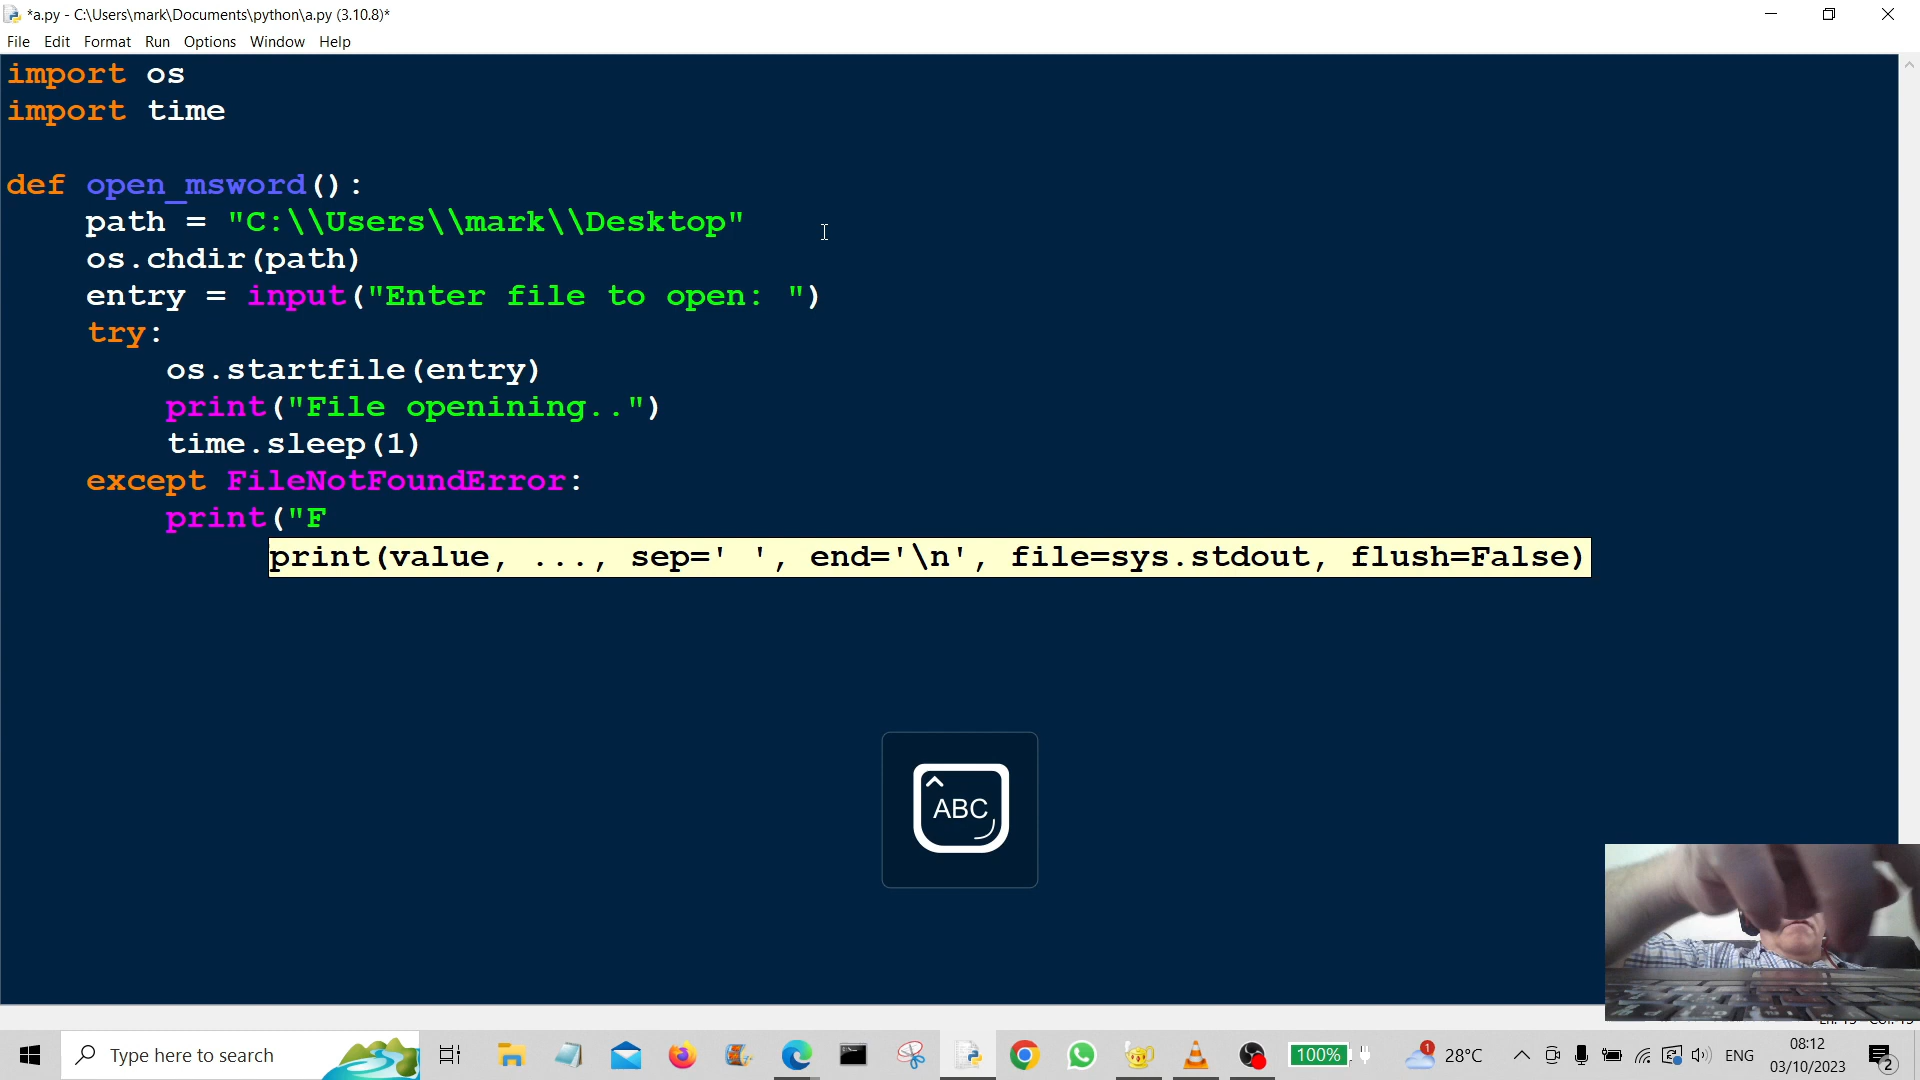 *a.py - C:\Users\mark\Documents\python\a.py (3.10.8)*
File Edit Format Run Options Window Help
import os
import time
def open_msword():
path = "C:\\Users\\mark\\Desktop"
os.chdir(path)
entry = input("Enter file to open: ")
try:
os.startfile(entry)
print("File openining..")
time.sleep(1)
except FileNotFoundError:
print("F
print(value, ..., sep=' ', end='\n', file=sys.stdout, flush=False)
ABC
Type here to search
100%
1
28°C
ENG
08:12
03/10/2023
2